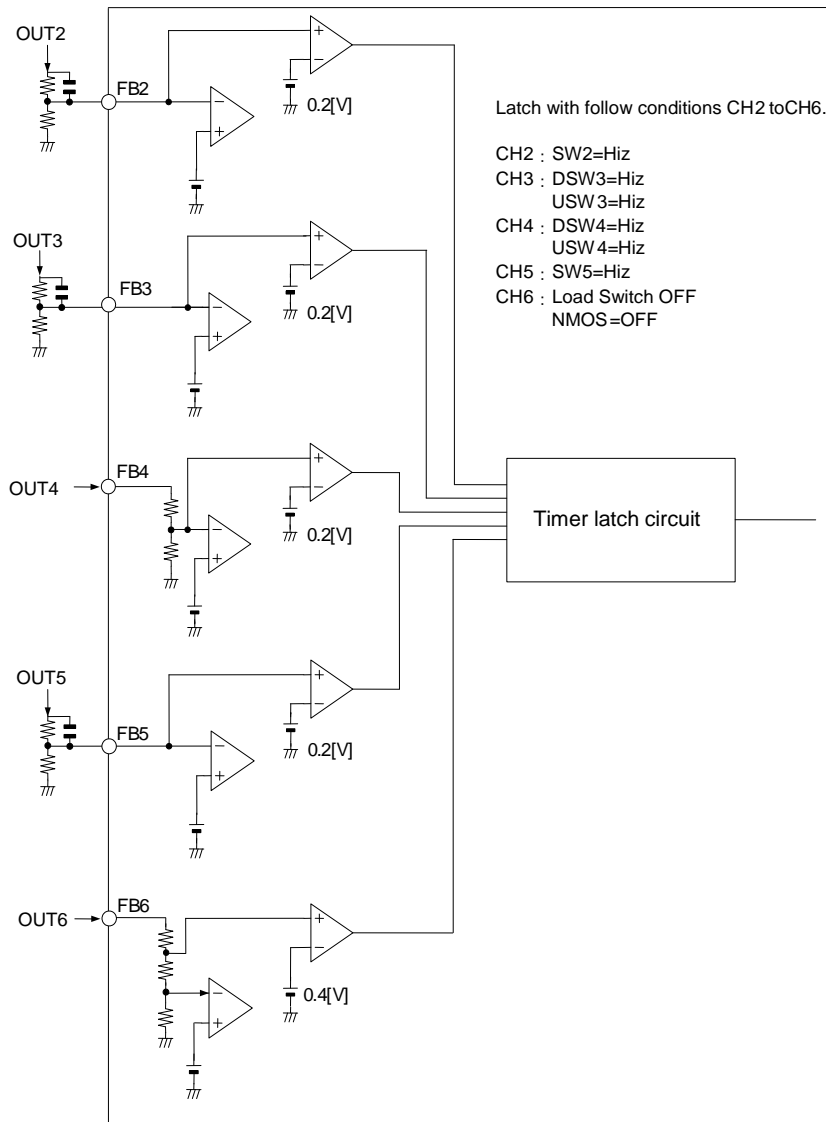 OUT2
FB2
0.2[V]
Latch with follow conditions CH2 toCH6.
CH2 : SW2=Hiz
CH3 : DSW3=Hiz
USW3=Hiz
CH4 : DSW4=Hiz
USW4=Hiz
CH5 : SW5=Hiz
CH6 : Load Switch OFF
NMOS=OFF
OUT3
FB3
0.2[V]
FB4
OUT4
0.2[V]
Timer latch circuit
OUT5
FB5
0.2[V]
FB6
OUT6
0.4[V]